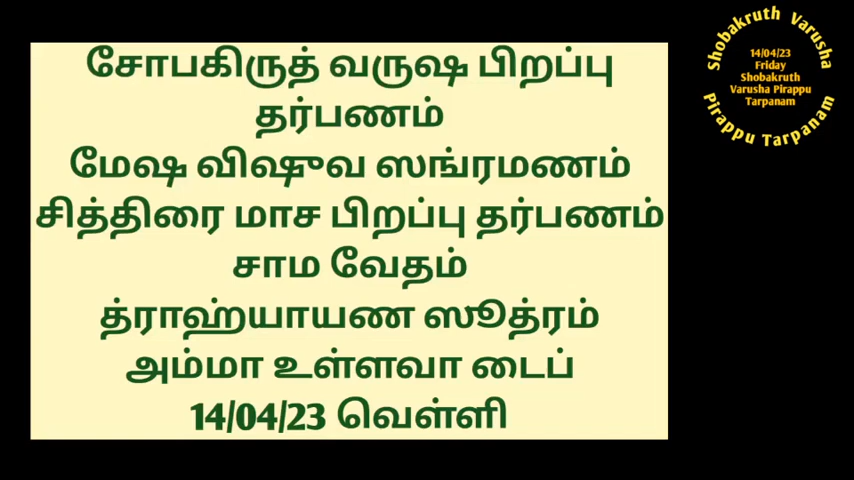 சோபகிருத் வருஷ பிறப்பு
தர்பணம்
மேஷ விஷுவ ஸங்ரமணம்
சித்திரை மாச பிறப்பு தர்பணம்
சாம வேதம்
த்ராஹ்யாயண ஸூத்ரம்
அம்மா உள்ளவா டைப்
14/04/23 வெள்ளி
Shobakruth Varusha
14/04/23
Friday
Shobakruth
Varusha Pirappu
Tarpanam
Pirappu Tarpanam